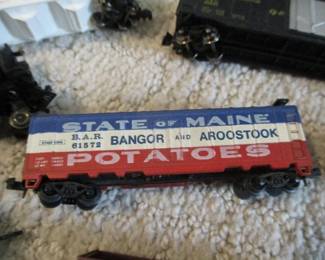 STATE OF MAINE
B.A.R. BANGOR AND AROOSTOOK
61572
POTATOES